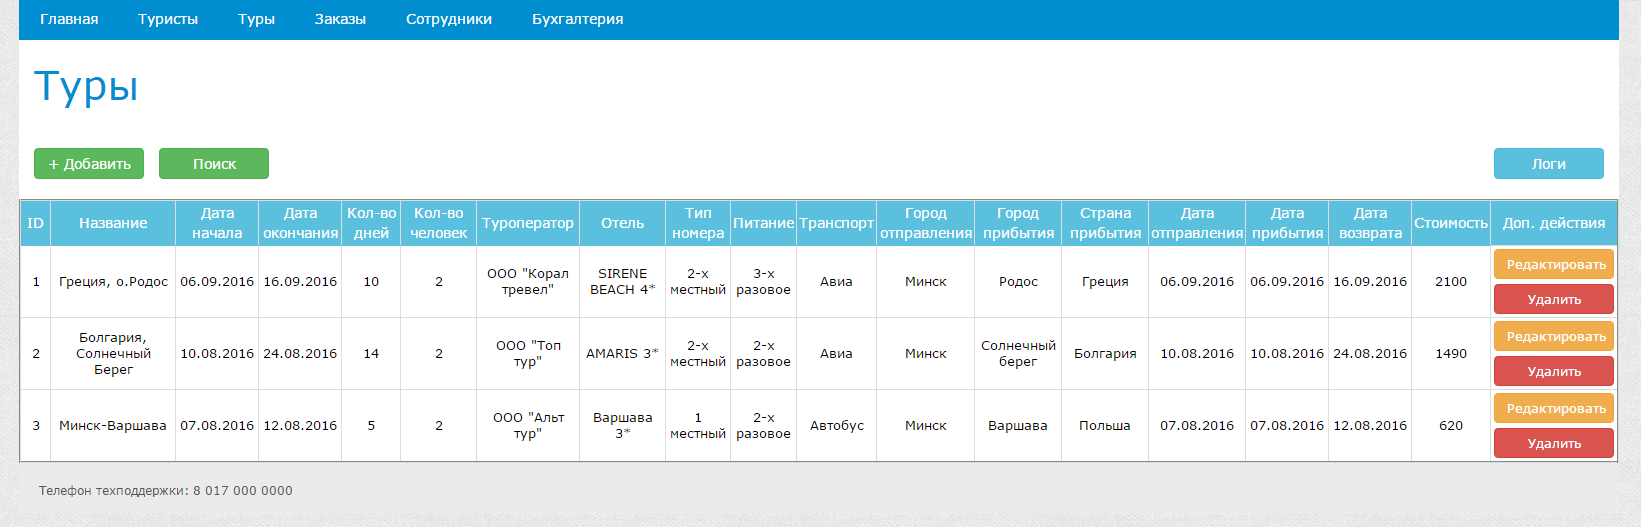 Главная Туристы Туры Заказы Сотрудники Бухгалтерия
Туры
+ Добавить Поиск Логи
ID Название Дата начала Дата окончания Кол-во дней Кол-во человек Туроператор Отель Тип номера Питание Транспорт Город отправления Город прибытия Страна прибытия Дата отправления Дата прибытия Дата возврата Стоимость Доп. действия
1 Греция, о.Родос 06.09.2016 16.09.2016 10 2 ООО "Корал тревел" SIRENE BEACH 4* 2-х местный 3-х разовое Авиа Минск Родос Греция 06.09.2016 06.09.2016 16.09.2016 2100 Редактировать Удалить
2 Болгария, Солнечный Берег 10.08.2016 24.08.2016 14 2 ООО "Топ тур" AMARIS 3* 2-х местный 2-х разовое Авиа Минск Солнечный берег Болгария 10.08.2016 10.08.2016 24.08.2016 1490 Редактировать Удалить
3 Минск-Варшава 07.08.2016 12.08.2016 5 2 ООО "Альт тур" Варшава 3* 1 местный 2-х разовое Автобус Минск Варшава Польша 07.08.2016 07.08.2016 12.08.2016 620 Редактировать Удалить
Телефон техподдержки: 8 017 000 0000